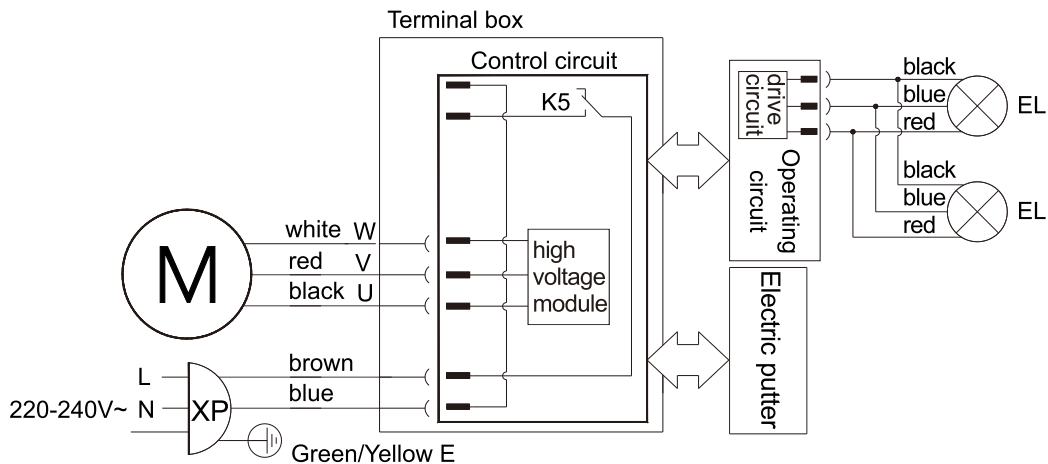 Terminal box
Control circuit
K5
drive
circuit
Operating
circuit
black
blue
red
EL
black
blue
red
EL
M
white W
red V
black U
high
voltage
module
Electric putter
L
220-240V~ N
XP
brown
blue
Green/Yellow E